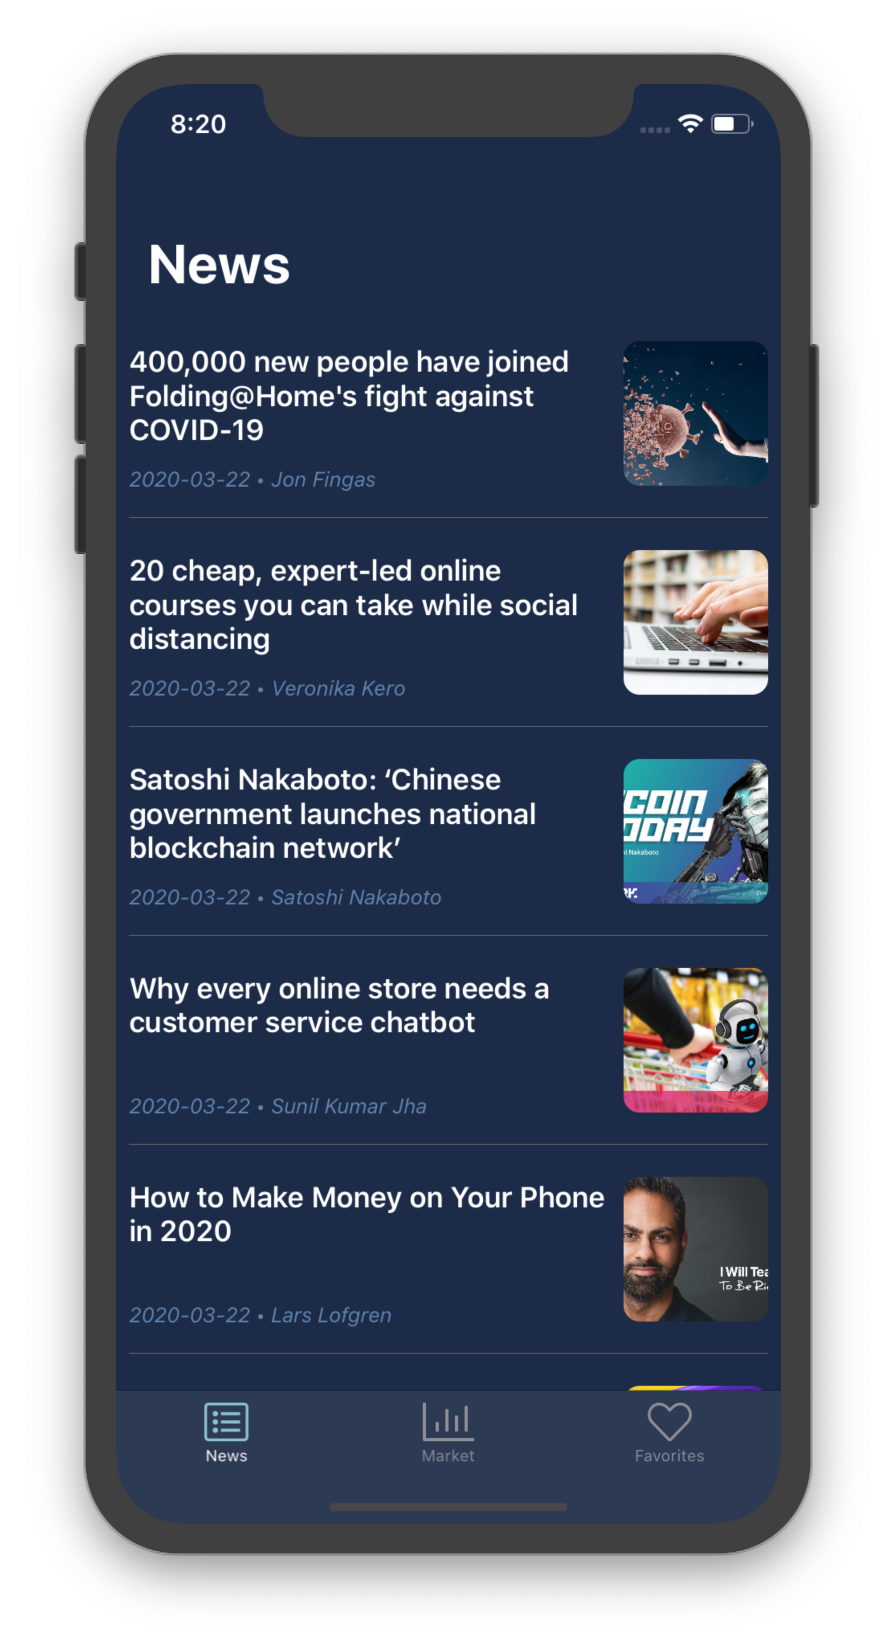 8:20
News
400,000 new people have joined
Folding@Home's fight against
COVID-19
2020-03-22 • Jon Fingas
20 cheap, expert-led online
courses you can take while social
distancing
2020-03-22 • Veronika Kero
Satoshi Nakaboto: ‘Chinese
government launches national
blockchain network’
2020-03-22 • Satoshi Nakaboto
COIN
ODAY
hi Nakaboto
Why every online store needs a
customer service chatbot
2020-03-22 • Sunil Kumar Jha
How to Make Money on Your Phone
in 2020
2020-03-22 • Lars Lofgren
I Will Tea
To Be Ri
News
Market
Favorites